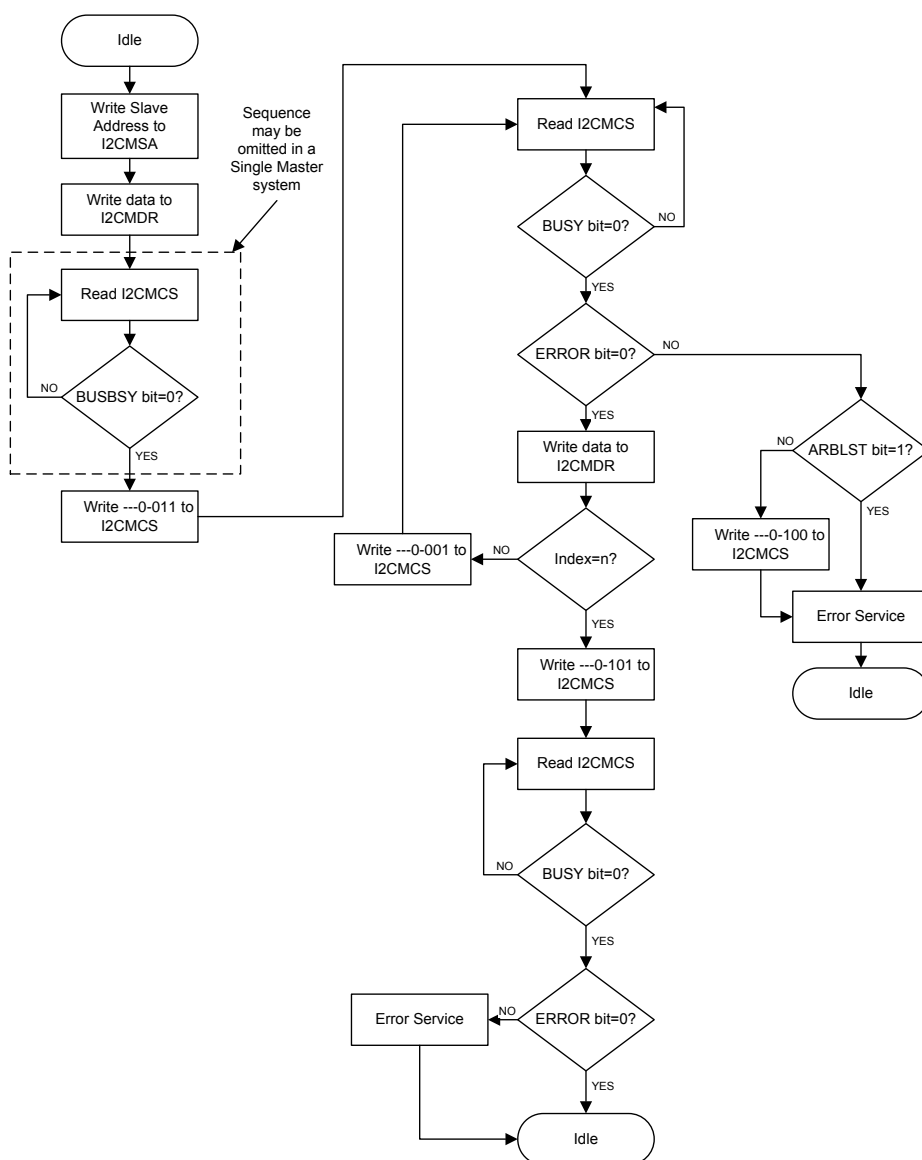 Idle
Write Slave
Address to
I2CMSA
Write data to
I2CMDR
Sequence
may be
omitted in a
Single Master
system
Read I2CMCS
NO
BUSBSY bit=0?
YES
Write ---0-011 to
I2CMCS
Read I2CMCS
BUSY bit=0?
NO
YES
ERROR bit=0?
NO
YES
Write data to
I2CMDR
Write ---0-001 to
I2CMCS
NO
Index=n?
YES
NO
ARBLST bit=1?
YES
Write ---0-100 to
I2CMCS
Error Service
Idle
Write ---0-101 to
I2CMCS
Read I2CMCS
NO
BUSY bit=0?
YES
Error Service
NO
ERROR bit=0?
YES
Idle